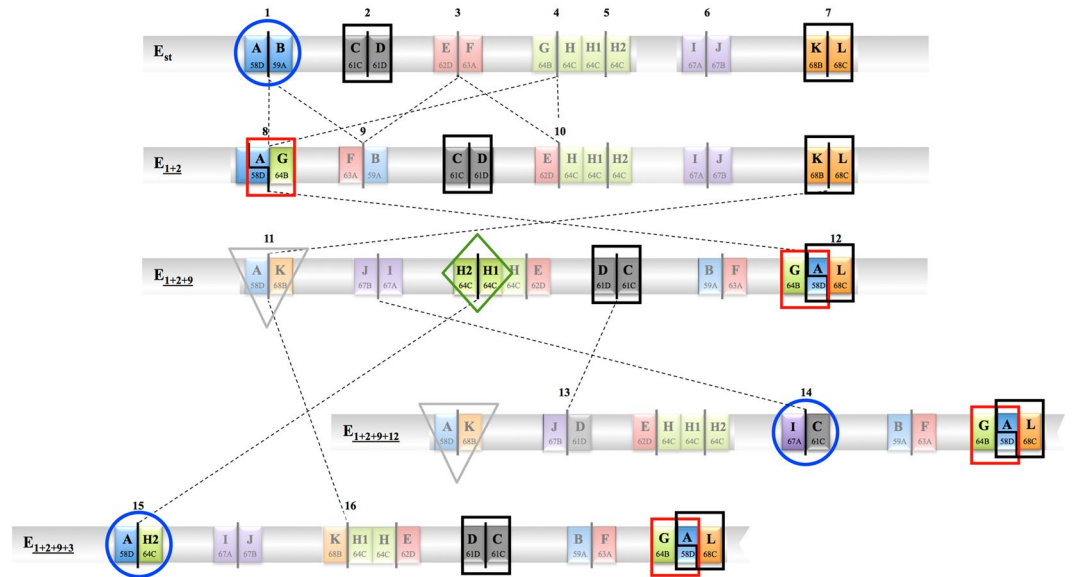 1 2 3 4 5 6 7
E st A B C D E F G H H1 H2 I J K L
58D 59A 61C 61D 62D 63A 64B 64C 64C 64C 67A 67B 68B 68C
8 9 10
E 1+2 A G F B C D E H H1 H2 I J K L
58D 64B 63A 59A 61C 61D 62D 64C 64C 64C 67A 67B 68B 68C
11 12
E 1+2+9 A K J I H2 H1 H E D C B F G A L
58D 68B 67B 67A 64C 64C 64C 62D 61D 61C 59A 63A 64B 58D 68C
13 14
E 1+2+9+12 A K J D E H H1 H2 I C B F G A L
58D 68B 67B 61D 62D 64C 64C 64C 67A 61C 59A 63A 64B 58D 68C
15 16
E 1+2+9+3 A H2 I J K H1 H E D C B F G A L
58D 64C 67A 67B 68B 64C 64C 62D 61D 61C 59A 63A 64B 58D 68C